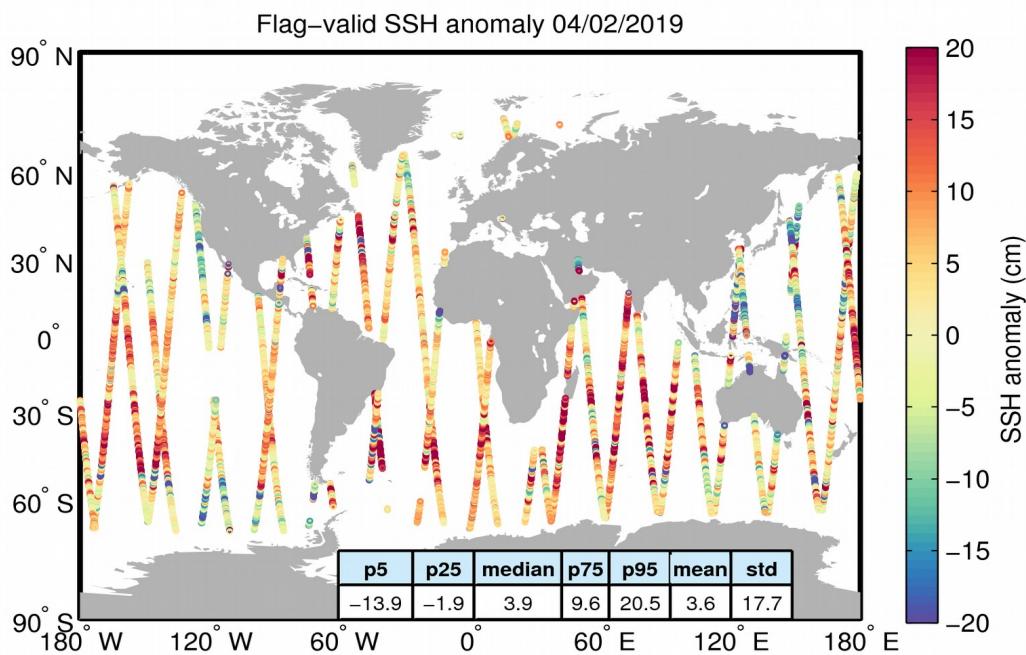 Flag−valid SSH anomaly 04/02/2019
90° N
60° N
30° N
0°
30° S
60° S
90° S
180° W
120° W
60° W
0°
60° E
120° E
180° E
p5 p25 median p75 p95 mean std
−13.9 −1.9 3.9 9.6 20.5 3.6 17.7
20
15
10
5
0
−5
−10
−15
−20
SSH anomaly (cm)